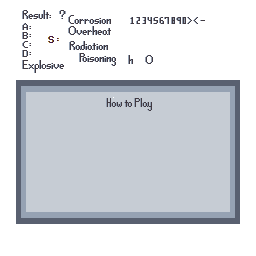 Result: ?
Corrosion
1234567890><-
A:
Overheat
B:
S:
C:
Radiation
D:
Poisoning
h O
Explosive
How to Play